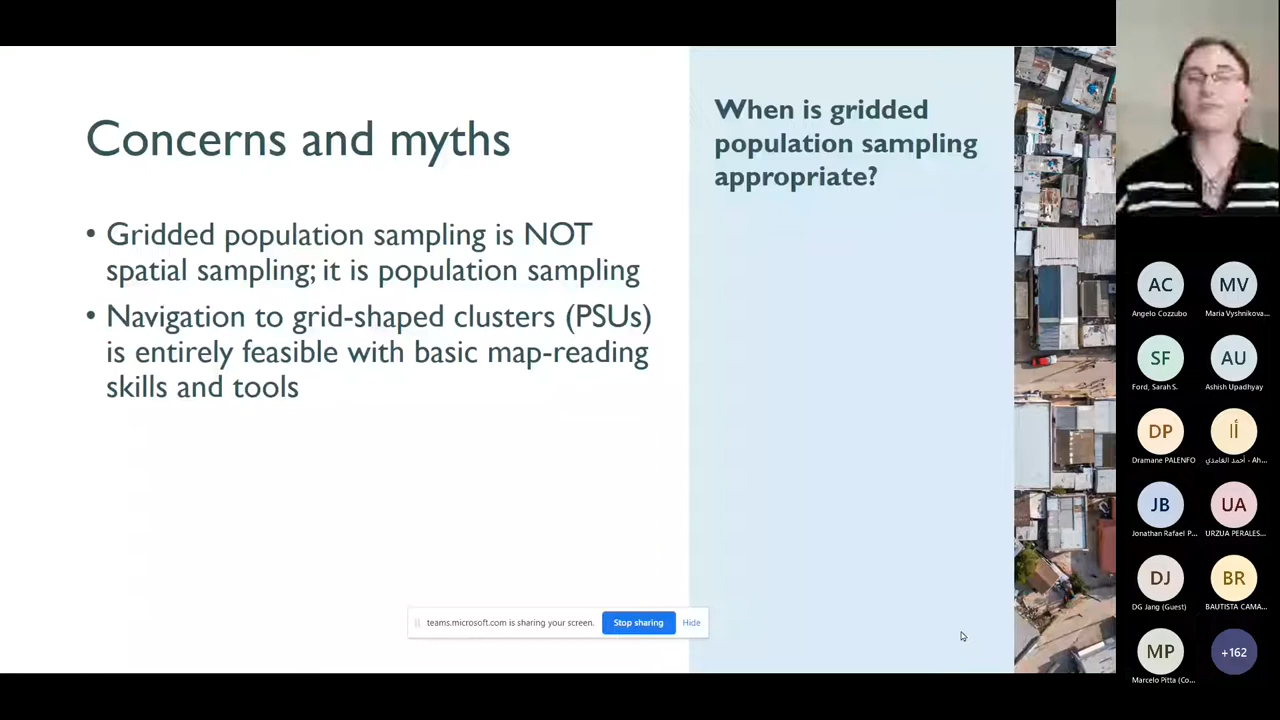 Concerns and myths
• Gridded population sampling is NOT
spatial sampling; it is population sampling
• Navigation to grid-shaped clusters (PSUs)
is entirely feasible with basic map-reading
skills and tools
When is gridded
population sampling
appropriate?
teams.microsoft.com is sharing your screen.
Stop sharing
Hide
AC
MV
Angelo Cozzubo
Maria Vyshnikova...
SF
AU
Ford, Sarah S.
Ashish Upadhyay
DP
أا
Dramane PALENFO
أحمد الغامدي - Ah...
JB
UA
Jonathan Rafael P...
URZUA PERALES...
DJ
BR
DG Jang (Guest)
BAUTISTA CAMA...
MP
+162
Marcelo Pitta (Co...